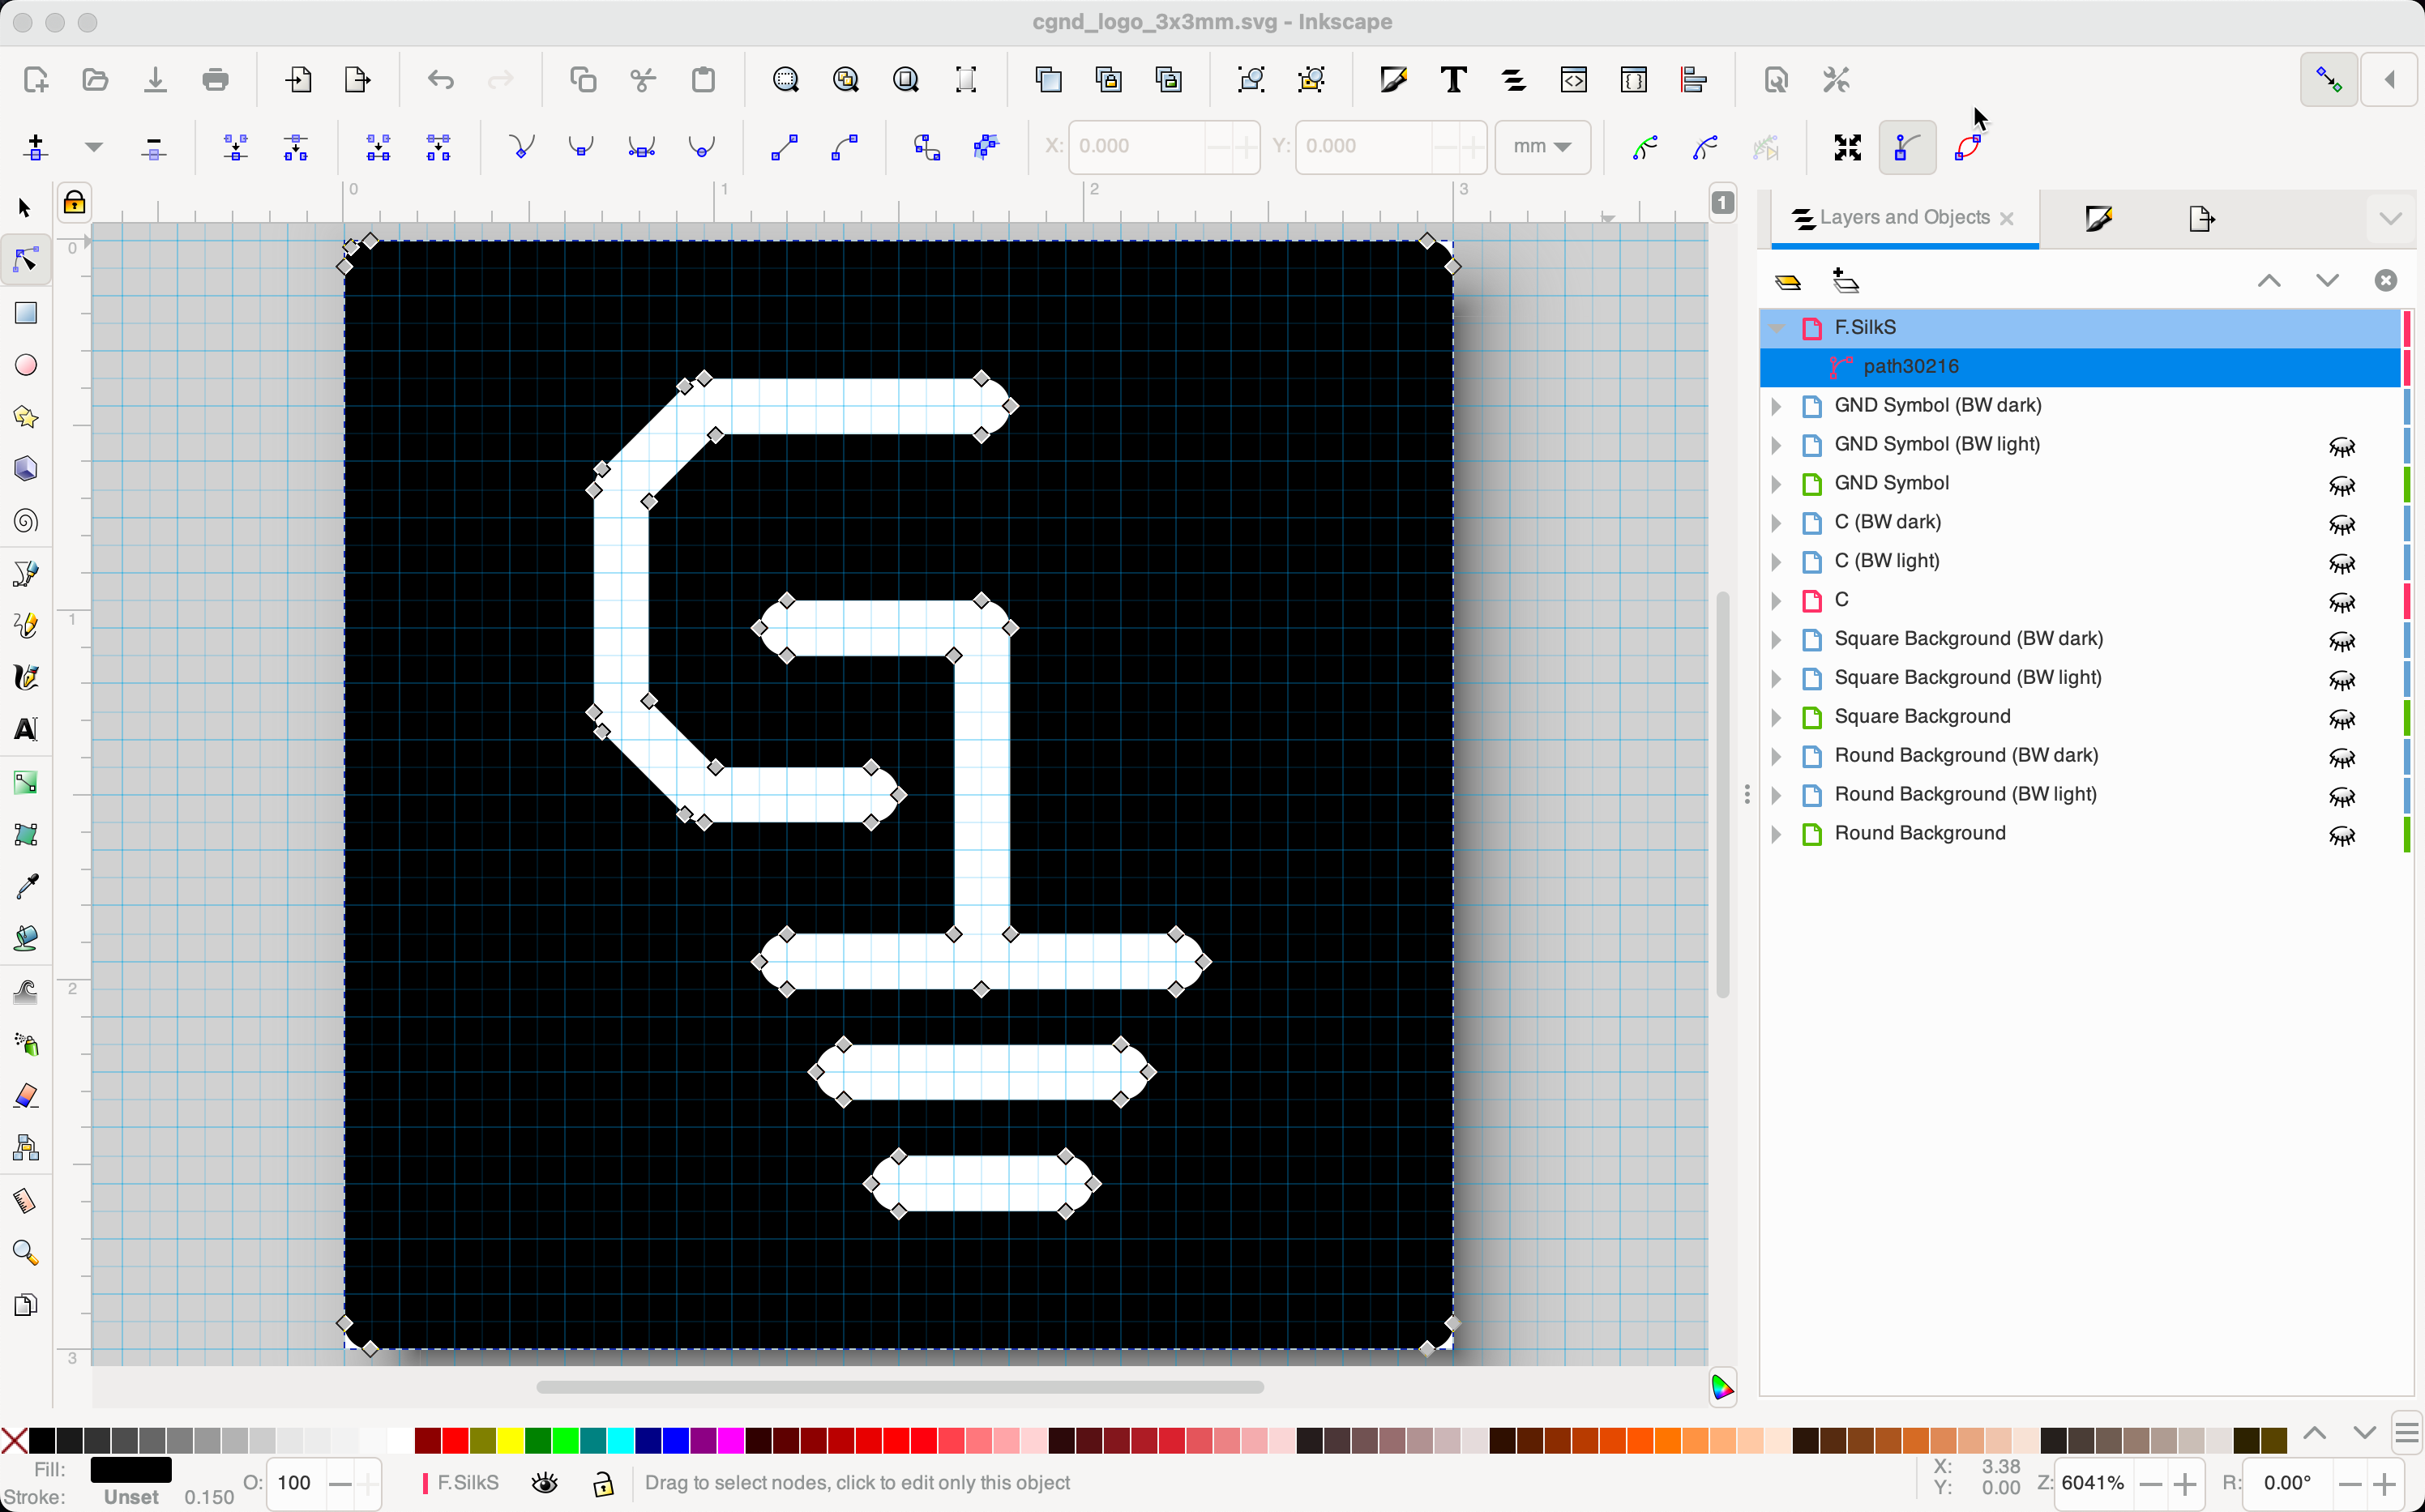 cgnd_logo_3x3mm.svg - Inkscape
X: 0.000 Y: 0.000 mm
0 1 2 3
1
Layers and Objects
0
1
2
3
F.SilkS
path30216
GND Symbol (BW dark)
GND Symbol (BW light)
GND Symbol
C (BW dark)
C (BW light)
C
Square Background (BW dark)
Square Background (BW light)
Square Background
Round Background (BW dark)
Round Background (BW light)
Round Background
Fill:
Stroke: Unset 0.150
O: 100
F.SilkS
Drag to select nodes, click to edit only this object
X: 3.38
Y: 0.00
Z: 6041%
R: 0.00°